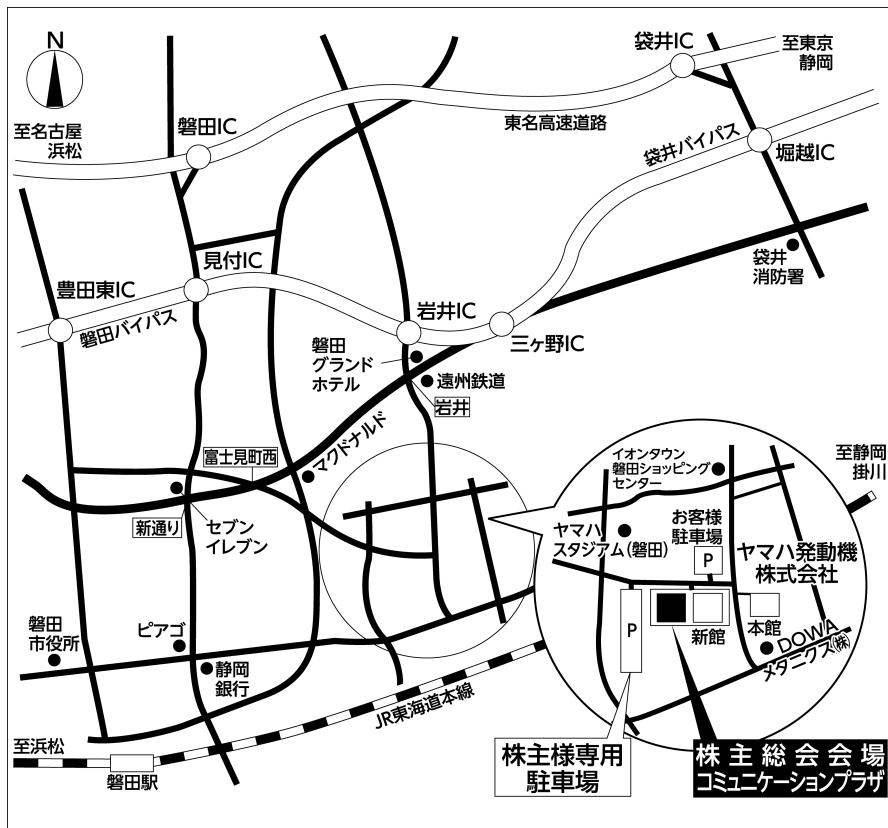 N
袋井IC
至東京
静岡
至名古屋
浜松
磐田IC
東名高速道路
袋井バイパス
堀越IC
袋井
消防署
見付IC
豊田東IC
磐田バイパス
岩井IC
三ヶ野IC
磐田
グランド
ホテル
遠州鉄道
岩井
マクドナルド
富士見町西
新通り
セブン
イレブン
至静岡
掛川
イオンタウン
磐田ショッピング
センター
お客様
駐車場
P
ヤマハ
スタジアム(磐田)
ヤマハ発動機
株式会社
P
新館
本館
DOWA
メタニクス㈱
磐田
市役所
ピアゴ
静岡
銀行
JR東海道本線
至浜松
磐田駅
株主様専用
駐車場
株主総会会場
コミュニケーションプラザ